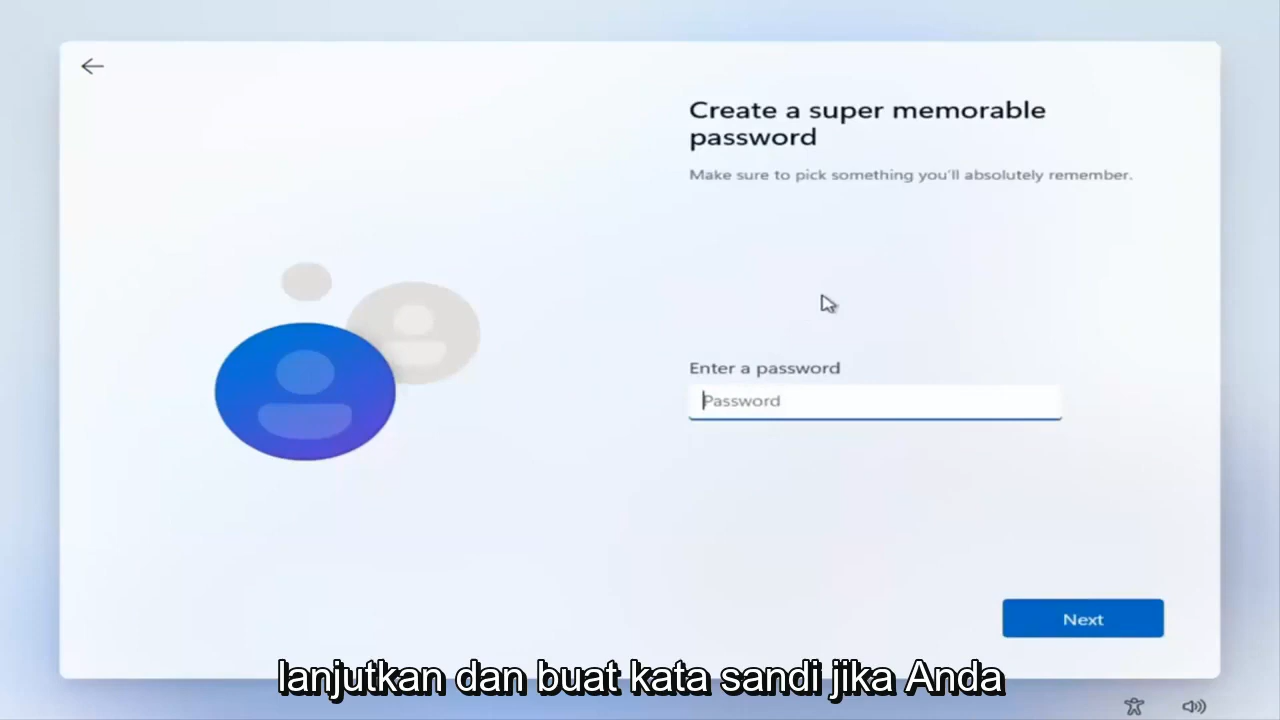 Create a super memorable
password
Make sure to pick something you'll absolutely remember.
Enter a password
Password
Next
lanjutkan dan buat kata sandi jika Anda